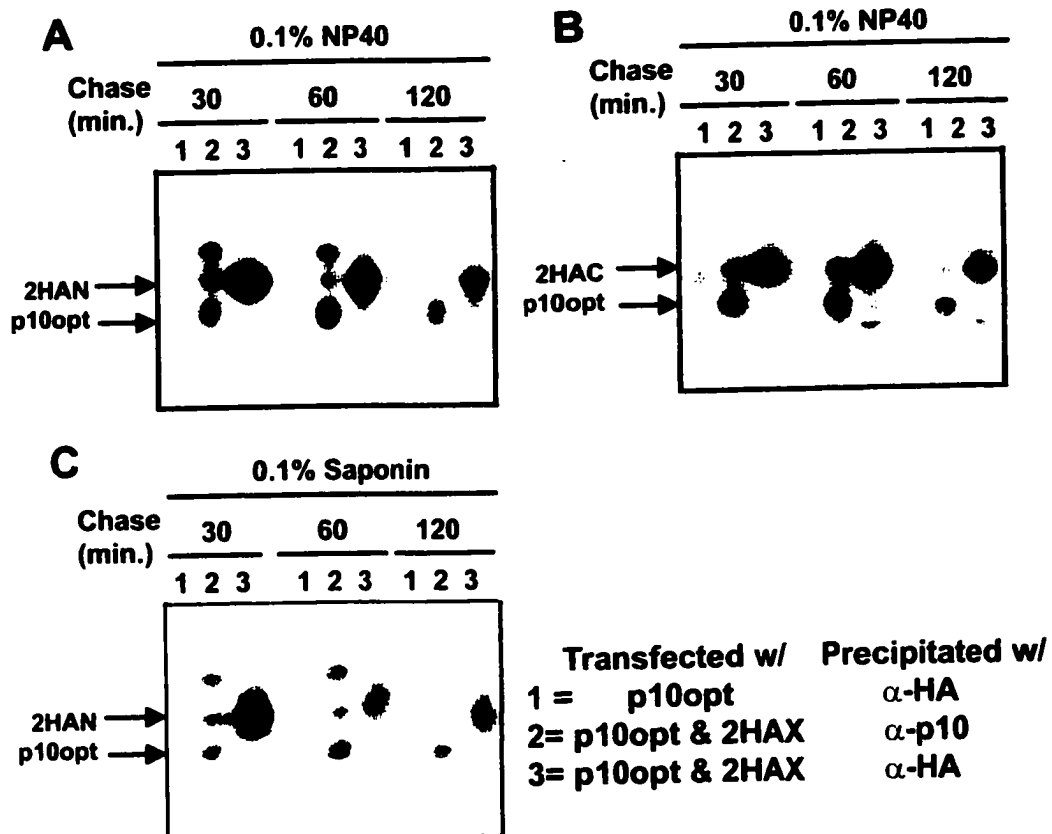 A
0.1% NP40
Chase (min.)
30 60 120
1 2 3 1 2 3 1 2 3
2HAN
p10opt
B
0.1% NP40
Chase (min.)
30 60 120
1 2 3 1 2 3 1 2 3
2HAC
p10opt
C
0.1% Saponin
Chase (min.)
30 60 120
1 2 3 1 2 3 1 2 3
2HAN
p10opt
Transfected w/ Precipitated w/
1 = p10opt α-HA
2= p10opt & 2HAX α-p10
3= p10opt & 2HAX α-HA